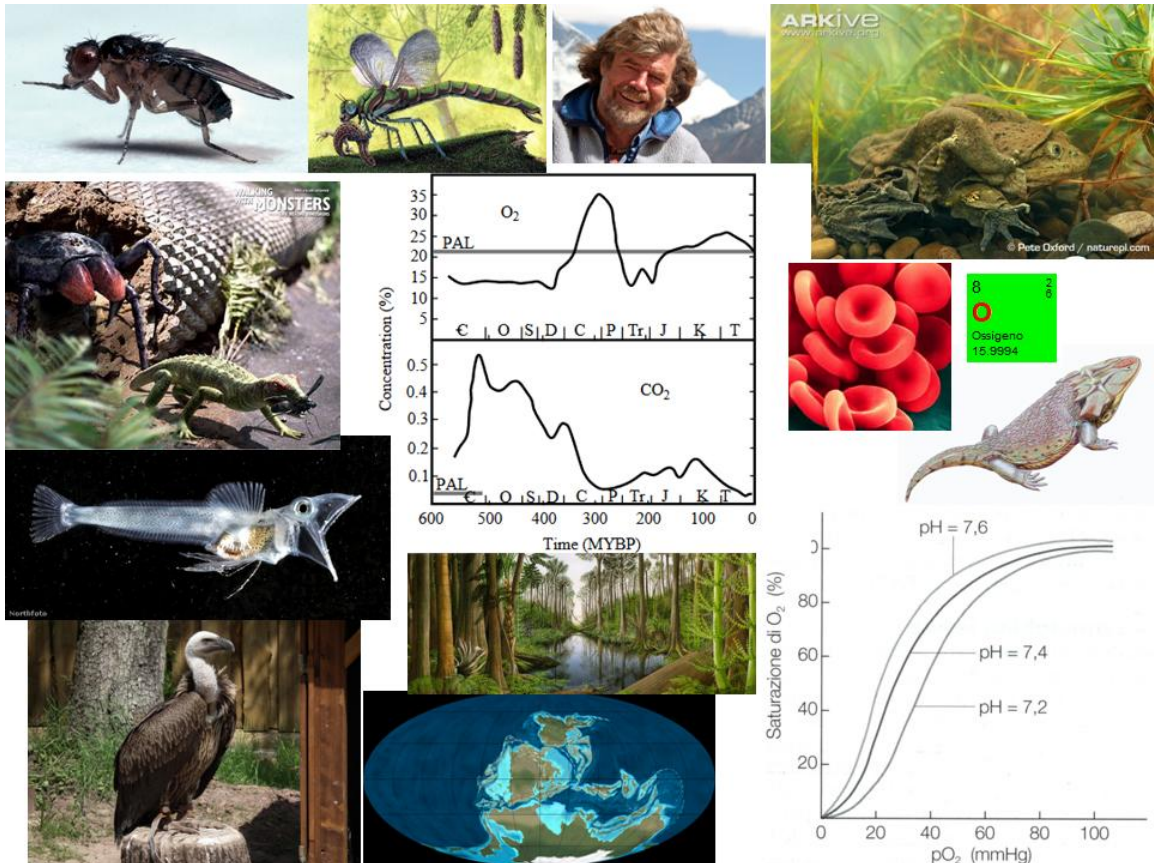 ARKive
www.arkive.org
WALKING
WITH
MONSTERS
© Pete Oxford / naturepl.com
35
30
25
20
15
10
5
O₂
PAL
Є O S D C P Tr. J K T
Concentration (%)
0.5
0.4
0.3
0.2
0.1
CO₂
PAL
Є O S D C P Tr J K T
600 500 400 300 200 100 0
Time (MYBP)
8 2
6
O
Ossigeno
15.9994
Northfoto
pH = 7,6
pH = 7,4
pH = 7,2
Saturazione di O₂ (%)
0
80
60
40
20
0 20 40 60 80 100
pO₂ (mmHg)